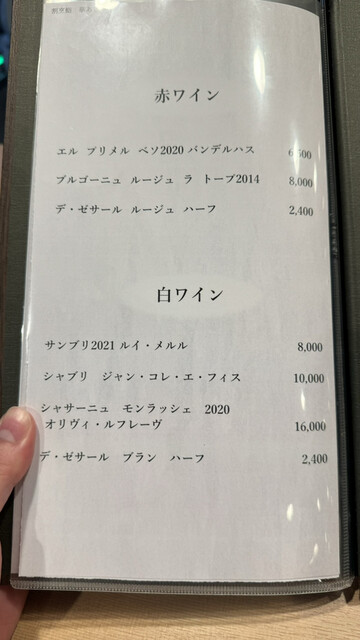 赤ワイン
エル プリメル ベソ2020 バンデルハス
ブルゴーニュ ルージュ ラ トープ2014 8,000
デ・ゼサール ルージュ ハーフ 2,400
白ワイン
サンブリ2021 ルイ・メルル 8,000
シャブリ ジャン・コレ・エ・フィス 10,000
シャサーニュ モンラッシェ 2020
オリヴィ・ルフレーヴ 16,000
デ・ゼサール ブラン ハーフ 2,400